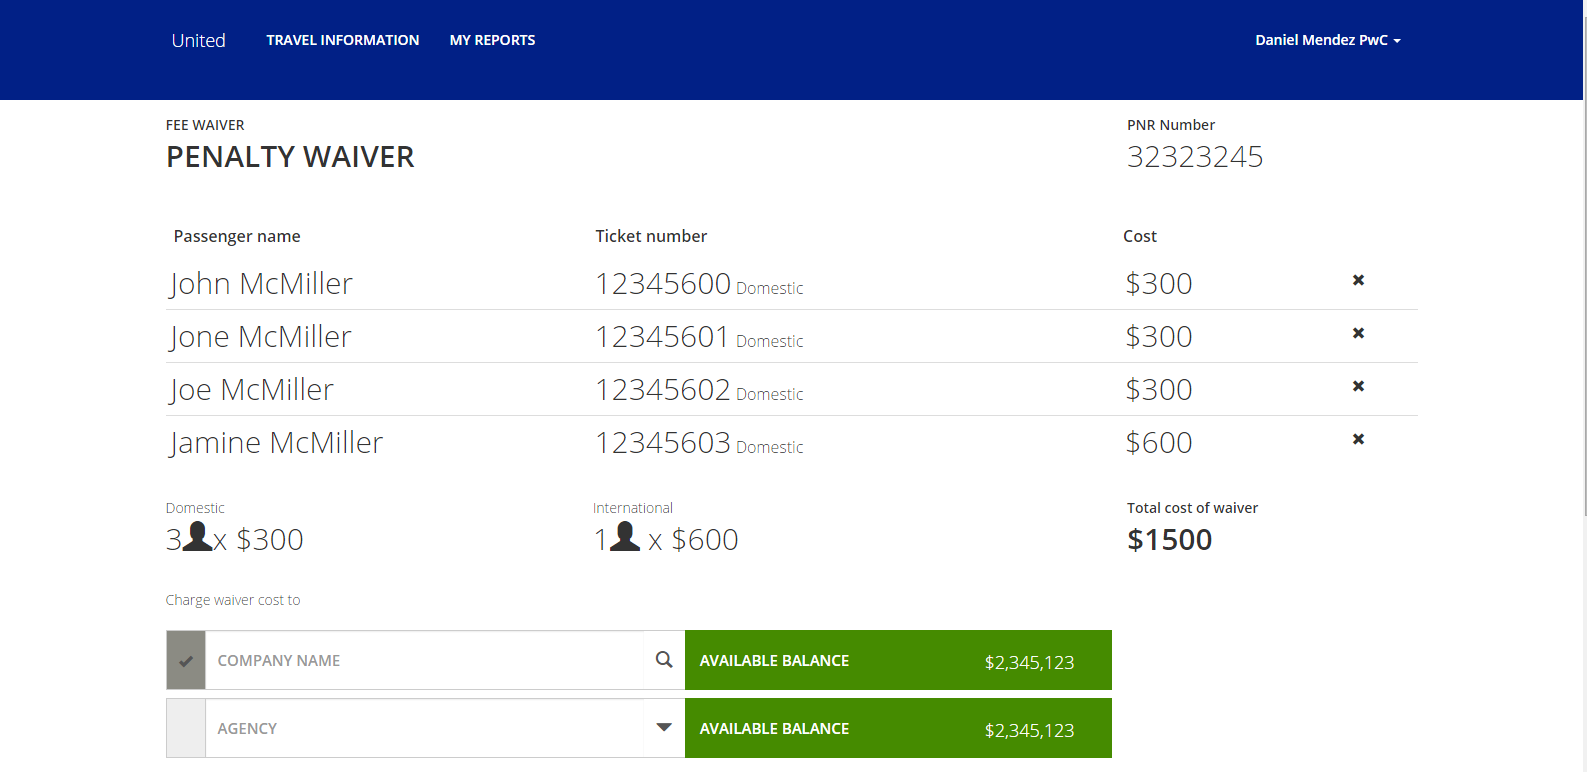 United TRAVEL INFORMATION MY REPORTS Daniel Mendez PwC
FEE WAIVER PNR Number
PENALTY WAIVER 32323245
Passenger name Ticket number Cost
John McMiller 12345600 Domestic $300
Jone McMiller 12345601 Domestic $300
Joe McMiller 12345602 Domestic $300
Jamine McMiller 12345603 Domestic $600
Domestic International Total cost of waiver
3 x $300 1 x $600 $1500
Charge waiver cost to
COMPANY NAME AVAILABLE BALANCE $2,345,123
AGENCY AVAILABLE BALANCE $2,345,123